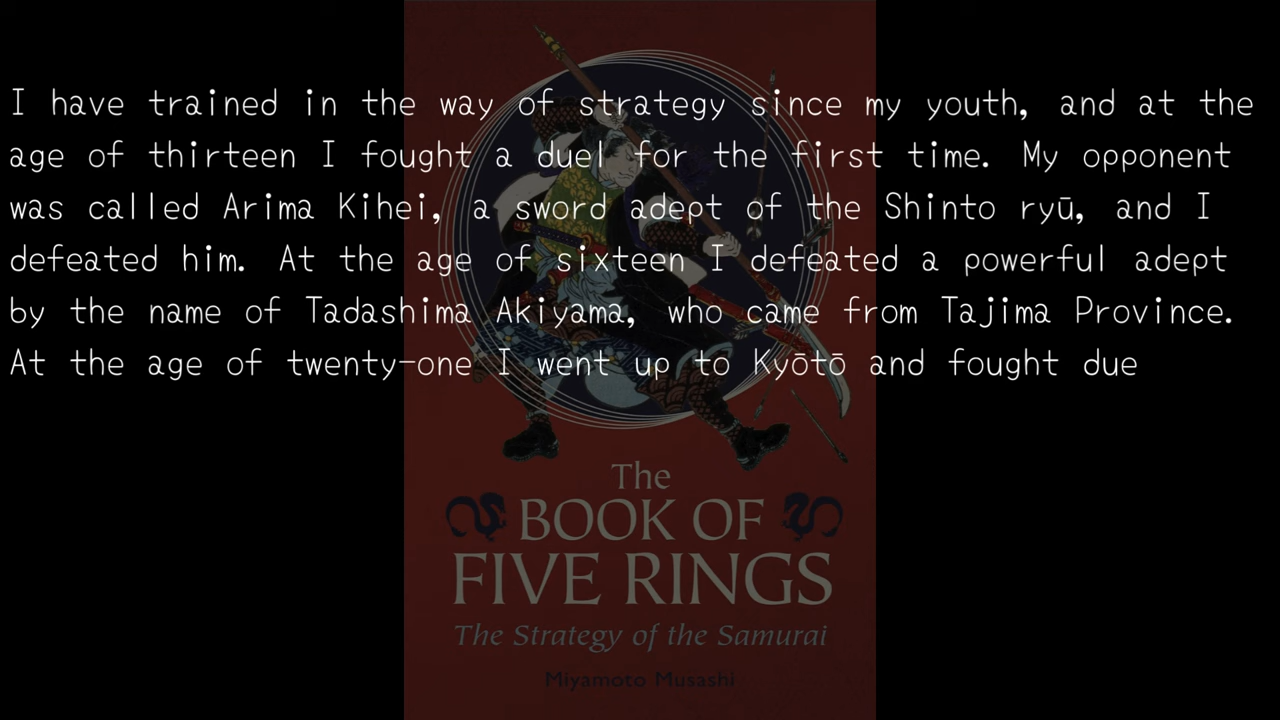 I have trained in the way of strategy since my youth, and at the
age of thirteen I fought a duel for the first time. My opponent
was called Arima Kihei, a sword adept of the Shinto ryū, and I
defeated him. At the age of sixteen I defeated a powerful adept
by the name of Tadashima Akiyama, who came from Tajima Province.
At the age of twenty-one I went up to Kyōtō and fought due
The
BOOK OF
FIVE RINGS
The Strategy of the Samurai
Miyamoto Musashi